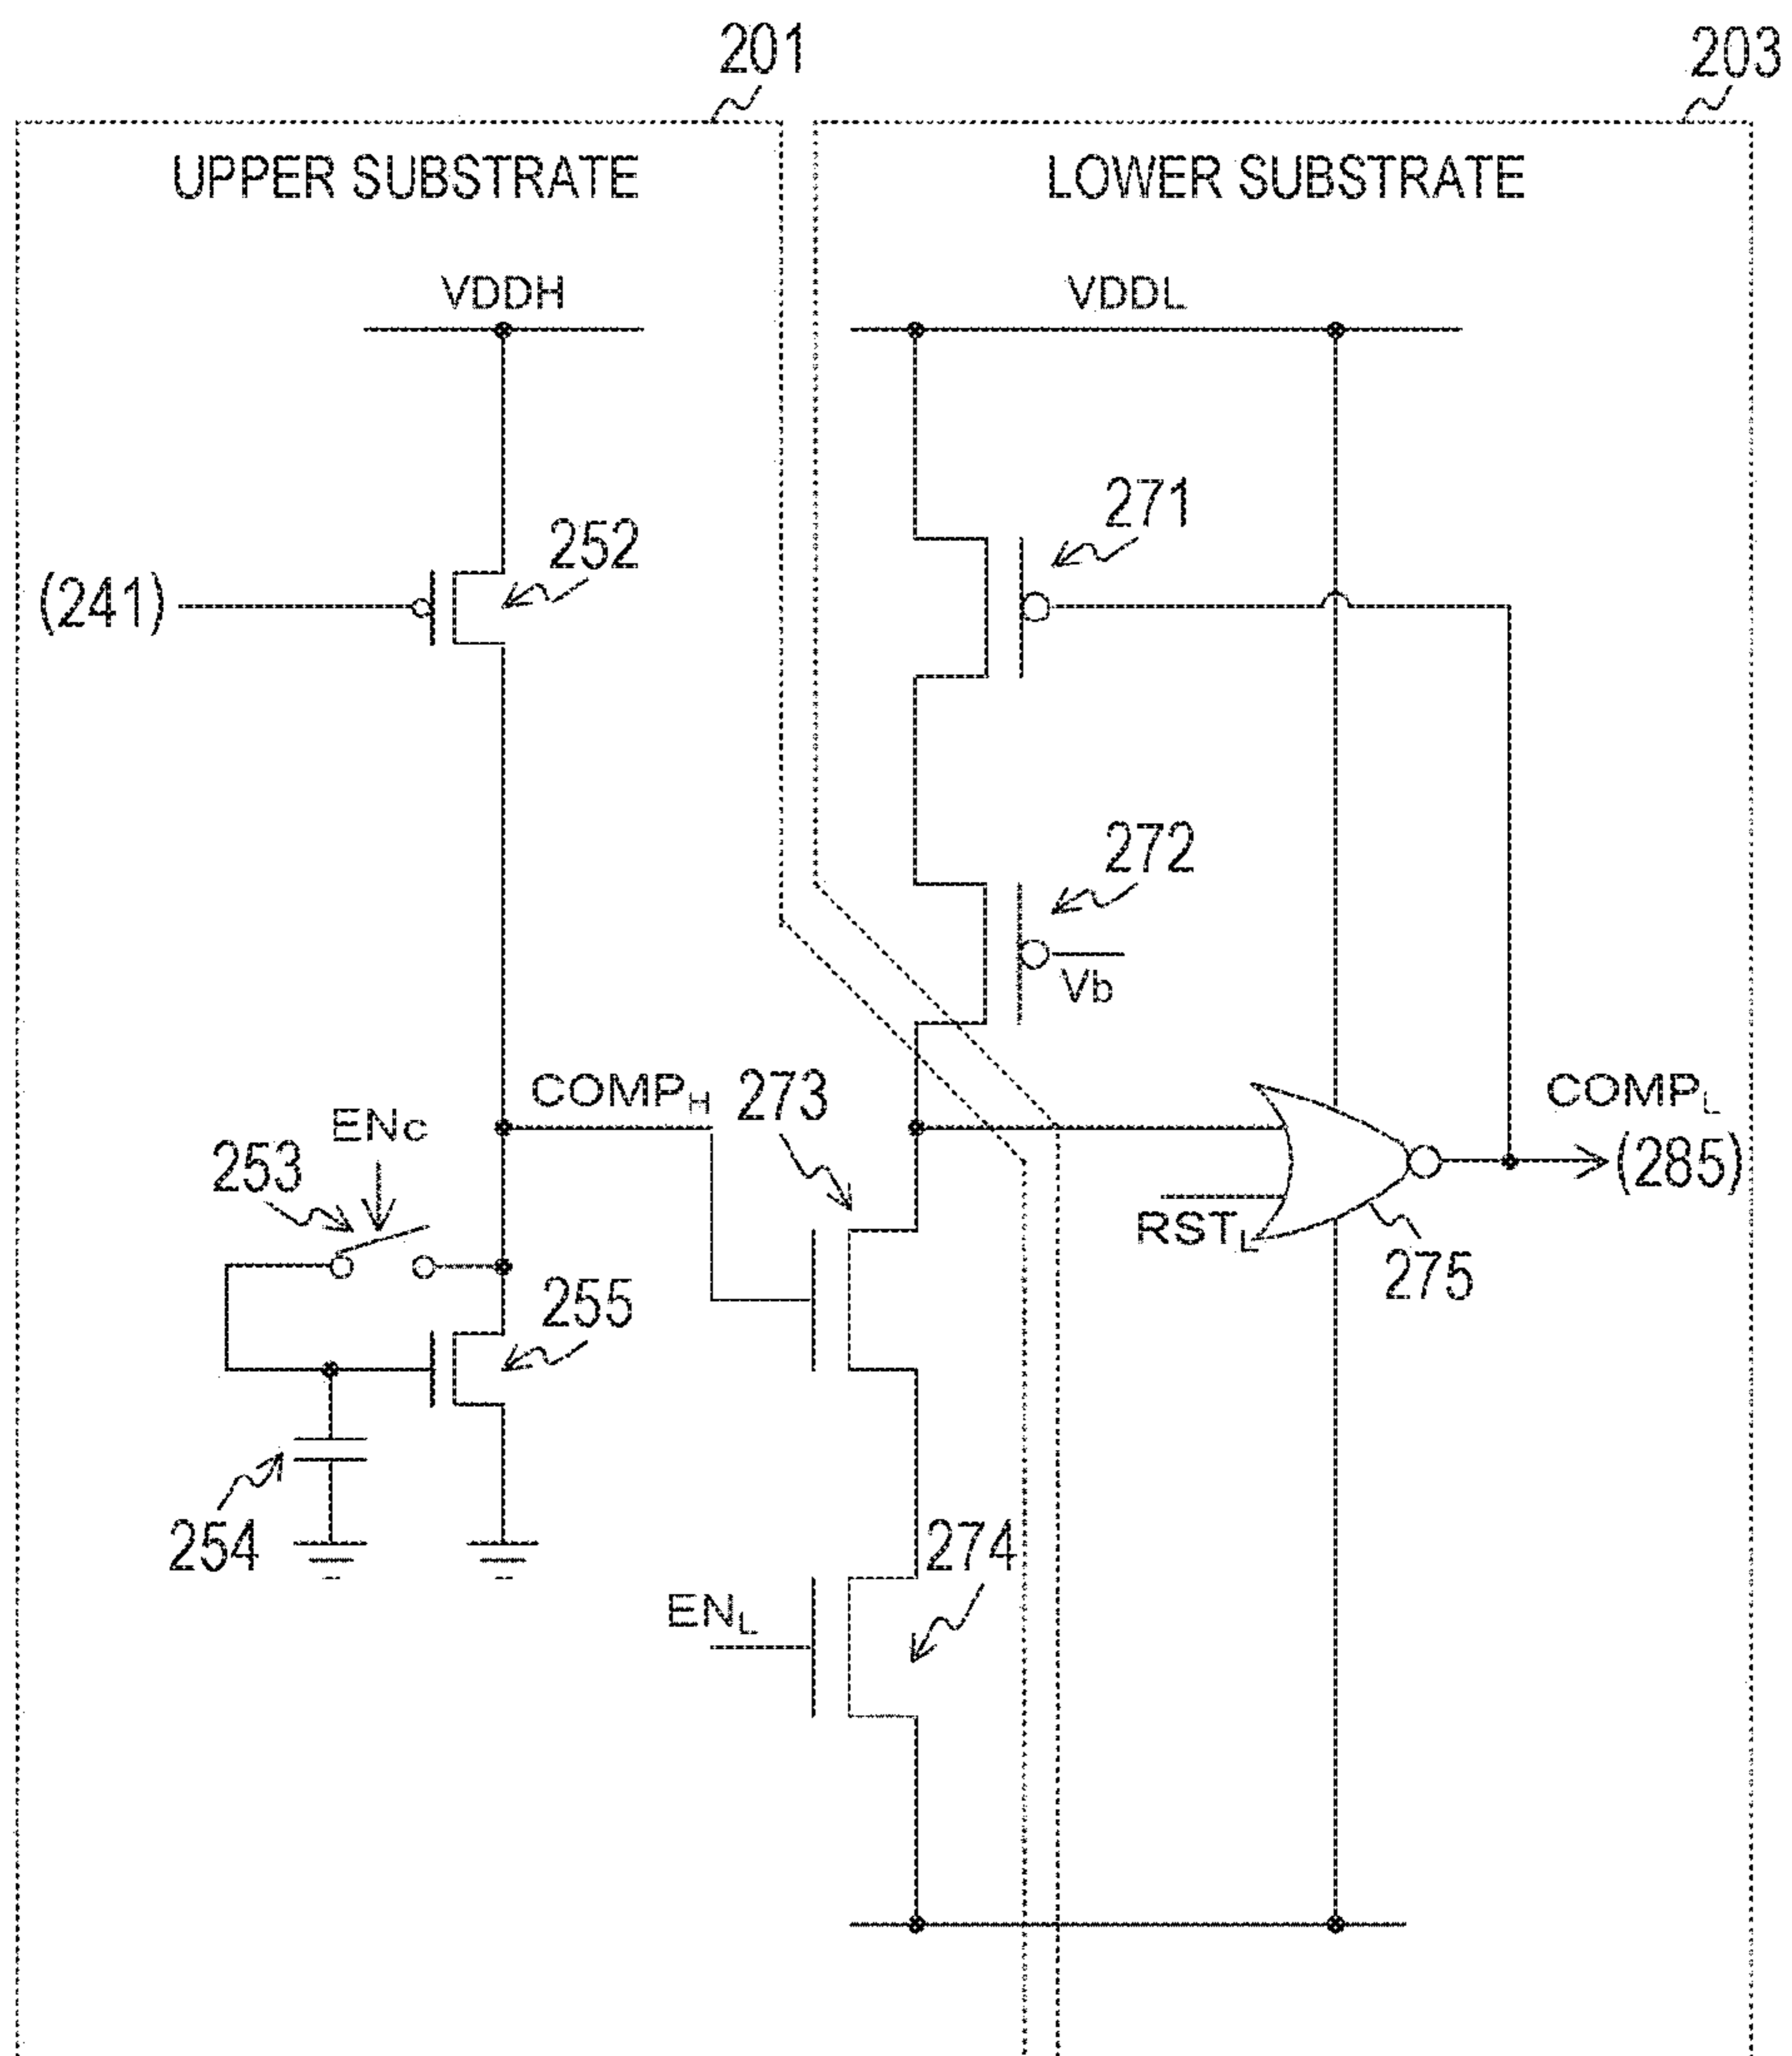 201
203
UPPER SUBSTRATE
LOWER SUBSTRATE
VDDH
VDDL
271
252
(241)
272
Vb
COMPH
273
COMPL
ENc
253
(285)
RSTL
275
255
254
274
ENL